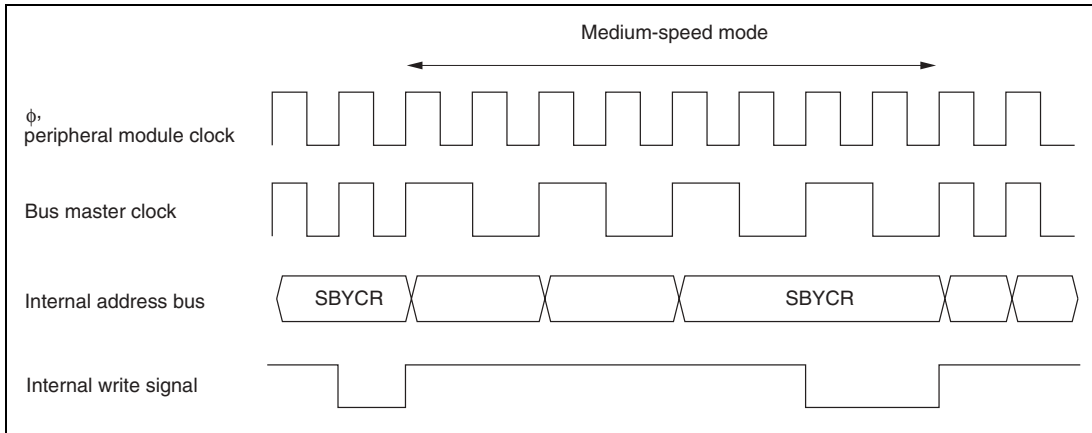 Medium-speed mode
ϕ,
peripheral module clock
Bus master clock
Internal address bus
SBYCR
SBYCR
Internal write signal